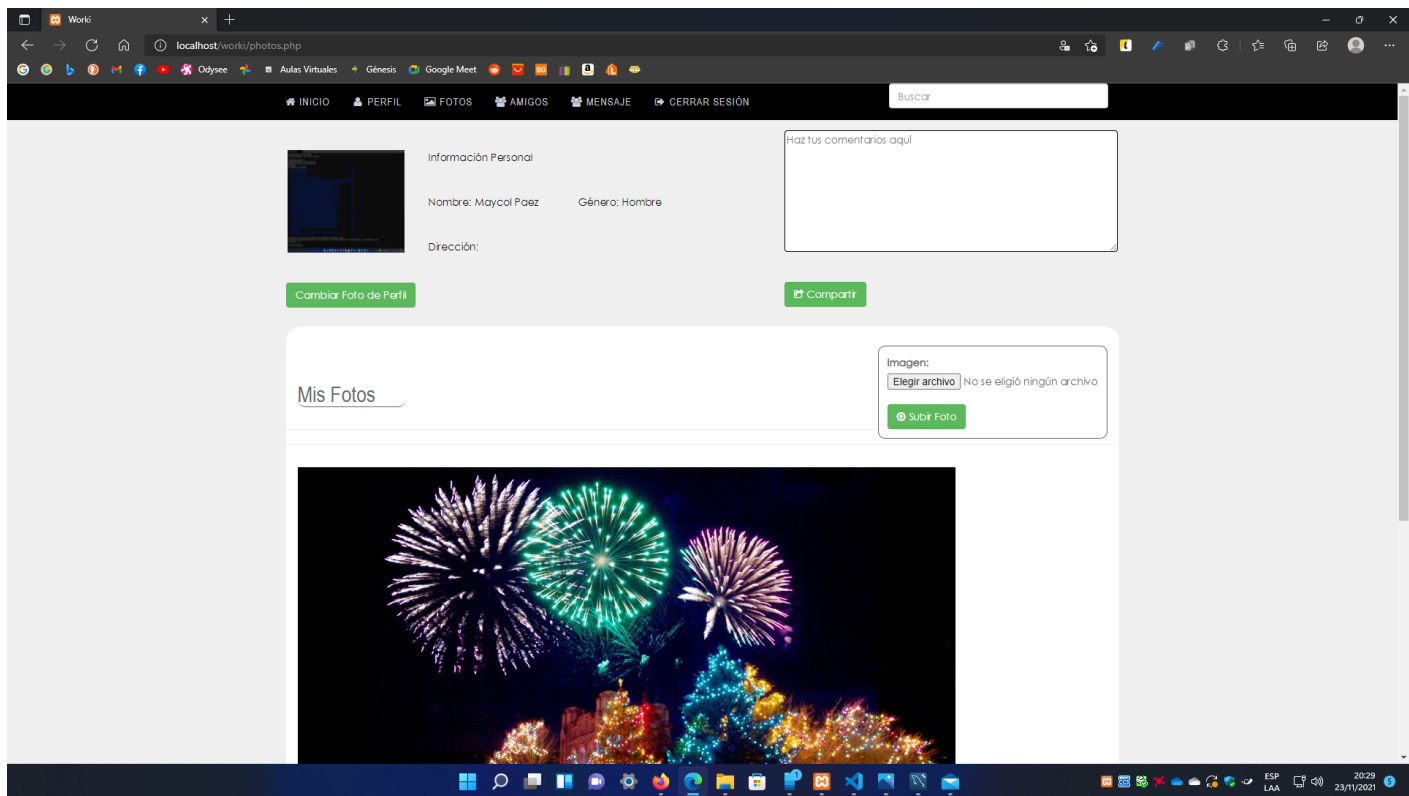 Worki
localhost/worki/photos.php
Odysee
Aulas Virtuales
Génesis
Google Meet
INICIO PERFIL FOTOS AMIGOS MENSAJE CERRAR SESIÓN
Buscar
Información Personal
Haz tus comentarios aquí
Nombre: Maycol Paez Género: Hombre
Dirección:
Cambiar Foto de Perfil
Compartir
Mis Fotos
Imagen:
Elegir archivo No se eligió ningún archivo
Subir Foto
ESP
LAA
20:29
23/11/2021
5